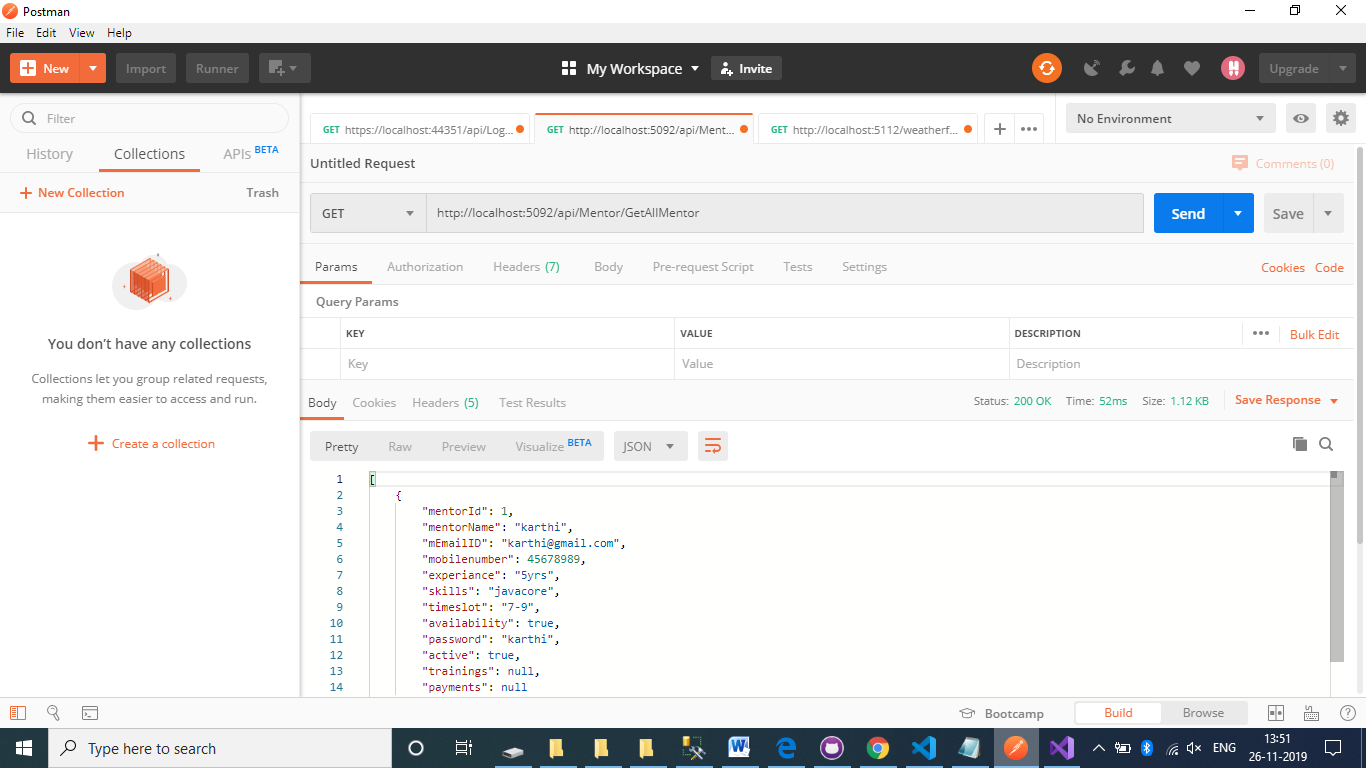 Postman
File Edit View Help
New Import Runner My Workspace Invite Upgrade
Filter
History Collections APIs BETA
New Collection Trash
You don't have any collections
Collections let you group related requests,
making them easier to access and run.
Create a collection
GET https://localhost:44351/api/Log... GET http://localhost:5092/api/Ment... GET http://localhost:5112/weatherf... No Environment
Untitled Request Comments (0)
GET http://localhost:5092/api/Mentor/GetAllMentor Send Save
Params Authorization Headers (7) Body Pre-request Script Tests Settings Cookies Code
Query Params
KEY VALUE DESCRIPTION Bulk Edit
Key Value Description
Body Cookies Headers (5) Test Results Status: 200 OK Time: 52ms Size: 1.12 KB Save Response
Pretty Raw Preview Visualize BETA JSON
1 [
2 {
3 "mentorId": 1,
4 "mentorName": "karthi",
5 "mEmailID": "karthi@gmail.com",
6 "mobilenumber": 45678989,
7 "experiance": "5yrs",
8 "skills": "javacore",
9 "timeslot": "7-9",
10 "availability": true,
11 "password": "karthi",
12 "active": true,
13 "trainings": null,
14 "payments": null
Bootcamp Build Browse
Type here to search ENG 13:51
26-11-2019